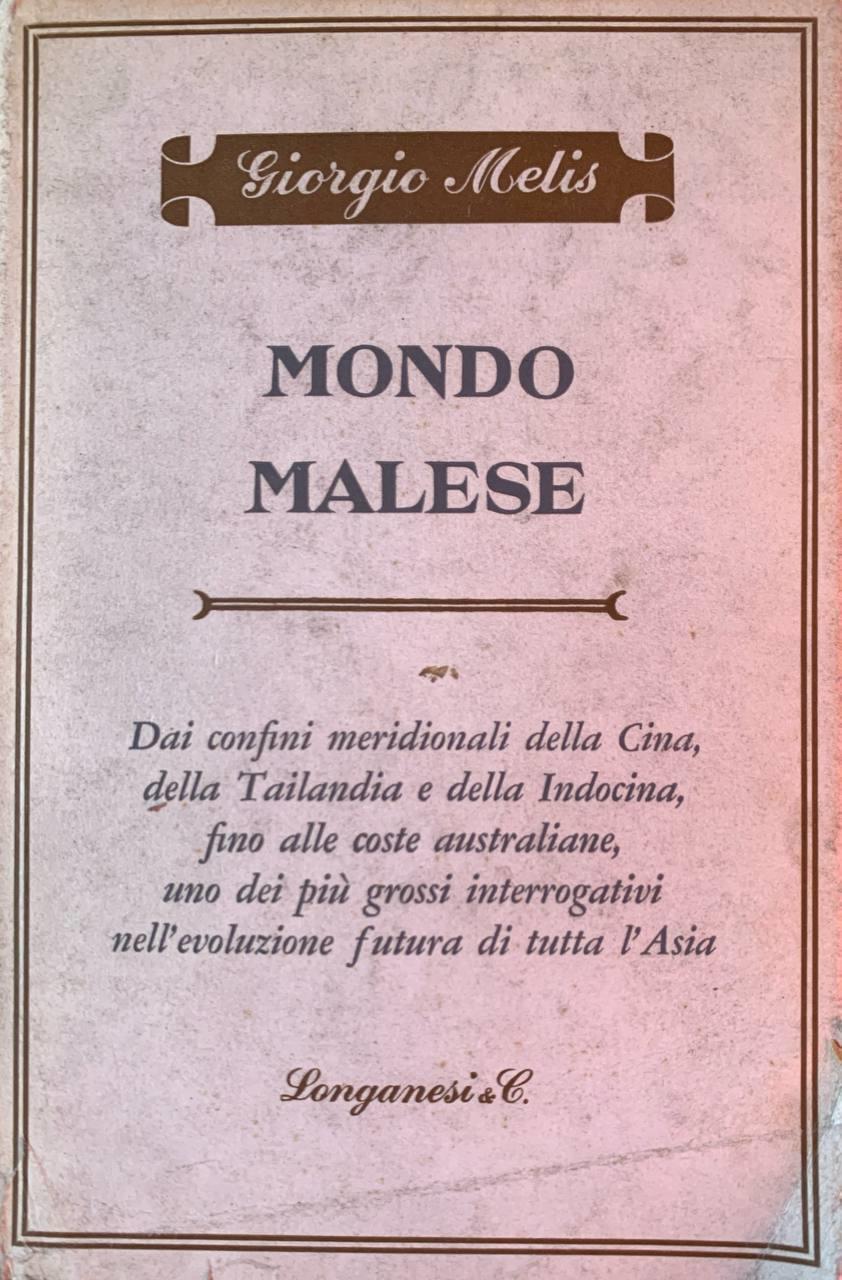 Giorgio Melis
MONDO
MALESE
Dai confini meridionali della Cina,
della Tailandia e della Indocina,
fino alle coste australiane,
uno dei più grossi interrogativi
nell'evoluzione futura di tutta l'Asia
Longanesi & C.